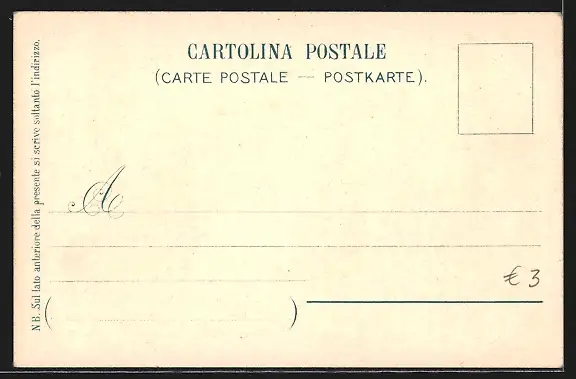 CARTOLINA POSTALE
(CARTE POSTALE — POSTKARTE).
N B. Sul lato anteriore della presente si scrive soltanto l'indirizzo.
A
€ 3
( )